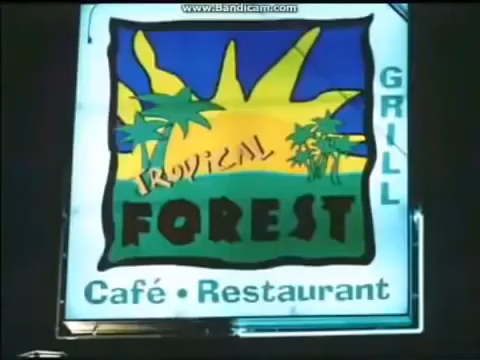 www.Bandicam.com
TROPICAL
FOREST
GRILL
Café • Restaurant